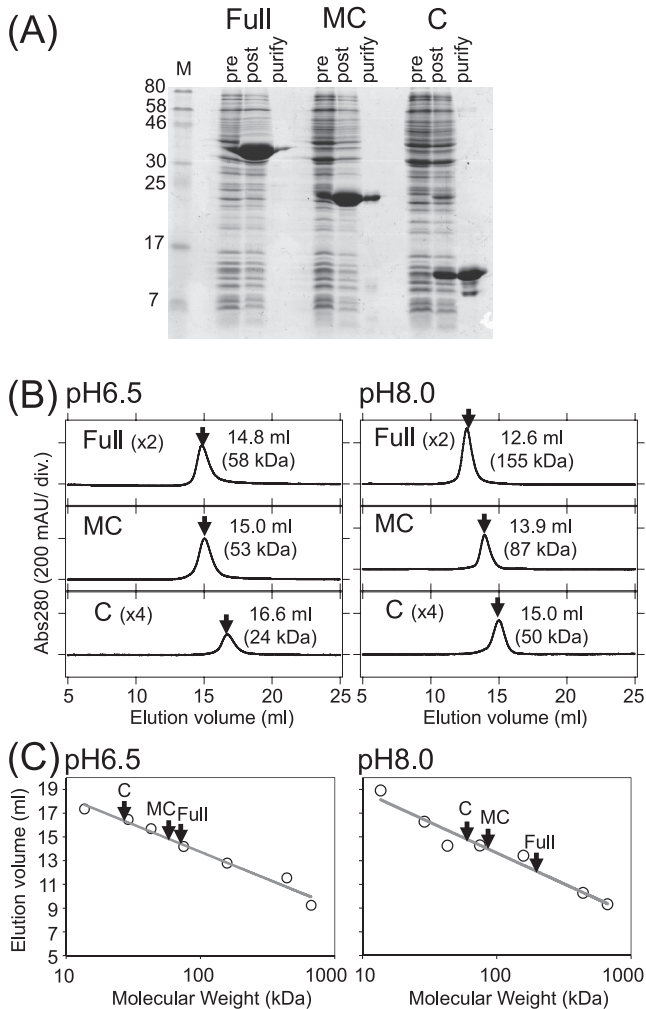 (A)
Full MC C
M pre post purify pre post purify pre post purify
80
58
46
30
25
17
7
(B) pH6.5 pH8.0
Full (x2) 14.8 ml (58 kDa)
Full (x2) 12.6 ml (155 kDa)
MC 15.0 ml (53 kDa)
MC 13.9 ml (87 kDa)
C (x4) 16.6 ml (24 kDa)
C (x4) 15.0 ml (50 kDa)
Abs280 (200 mAU/ div.)
5 10 15 20 25 5 10 15 20 25
Elution volume (ml) Elution volume (ml)
(C) pH6.5 pH8.0
Elution volume (ml)
19
17
15
13
11
9
7
5
C MC Full
C MC Full
10 100 1000 10 100 1000
Molecular Weight (kDa) Molecular Weight (kDa)